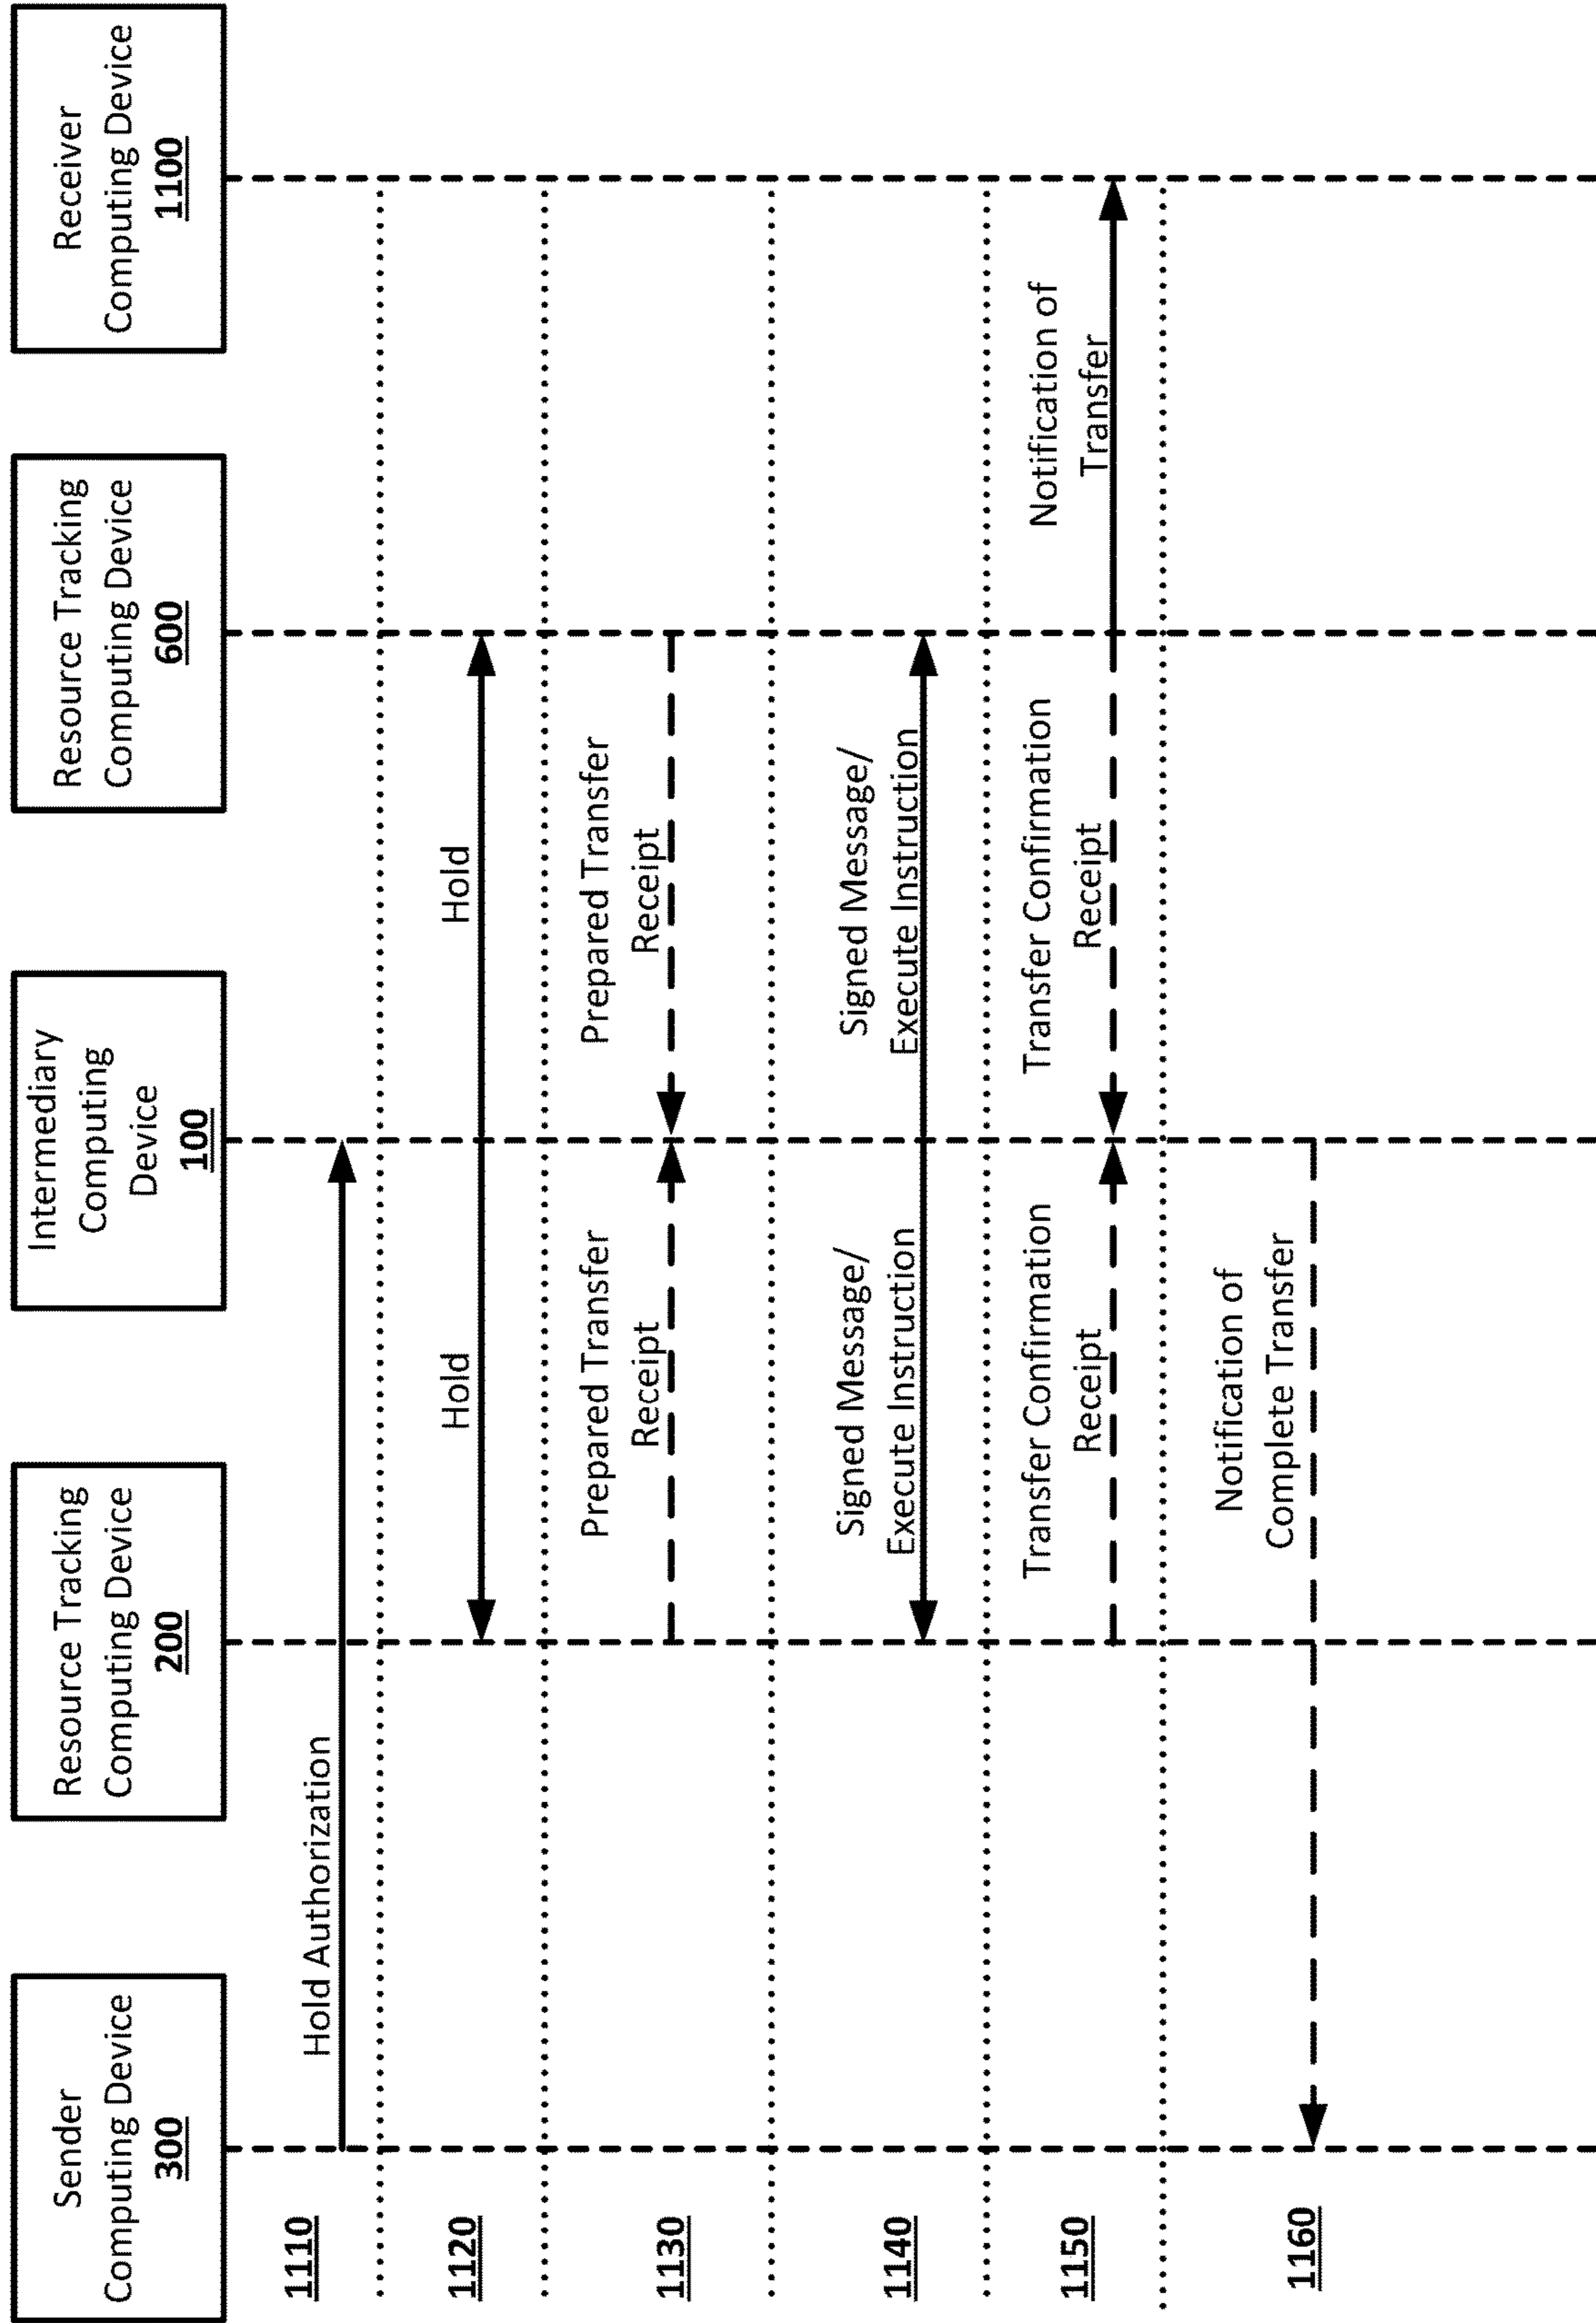 Sender
Computing Device
300
Resource Tracking
Computing Device
200
Intermediary
Computing
Device
100
Resource Tracking
Computing Device
600
Receiver
Computing Device
1100
1110
Hold Authorization
1120
Hold
Hold
1130
Prepared Transfer
Receipt
Prepared Transfer
Receipt
1140
Signed Message/
Execute Instruction
Signed Message/
Execute Instruction
1150
Transfer Confirmation
Receipt
Transfer Confirmation
Receipt
Notification of
Transfer
1160
Notification of
Complete Transfer